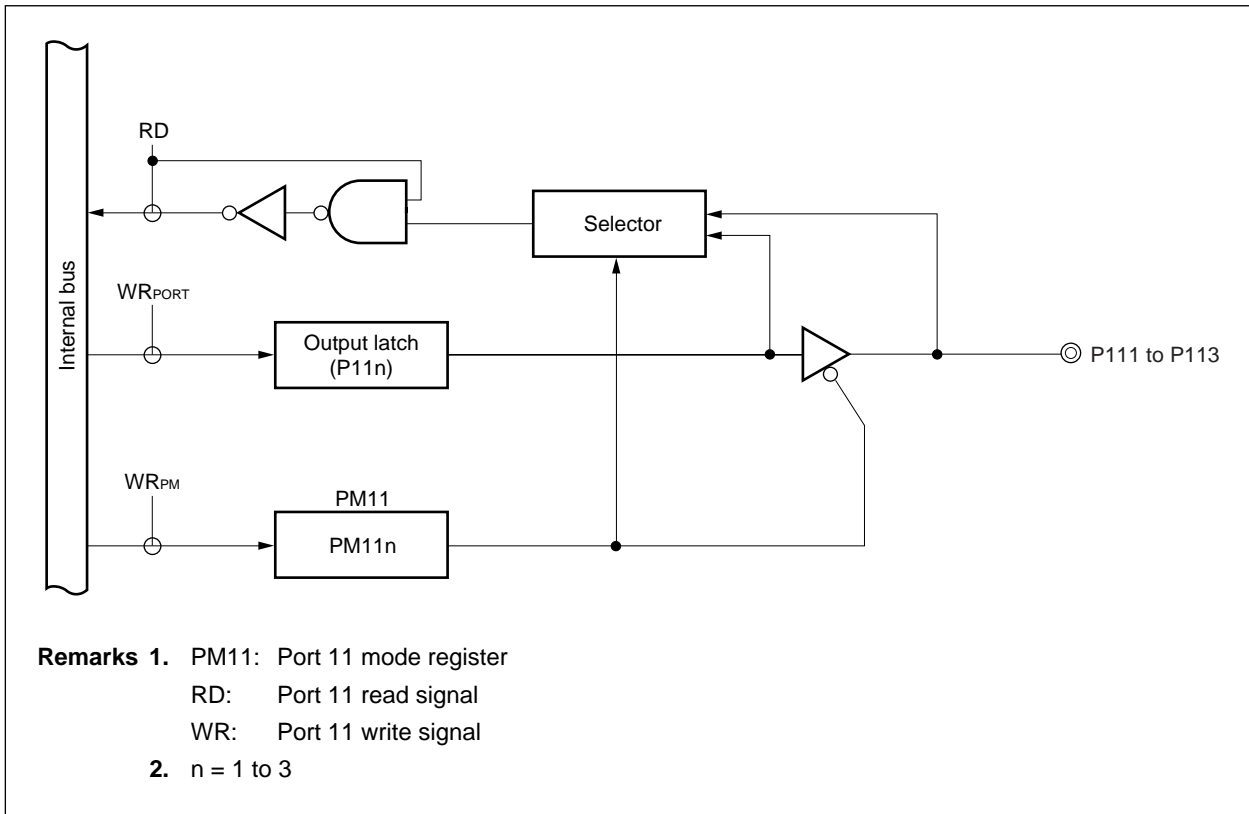 RD
Selector
Internal bus
WRPORT
Output latch
(P11n)
P111 to P113
WRPM
PM11
PM11n
Remarks 1. PM11: Port 11 mode register
RD: Port 11 read signal
WR: Port 11 write signal
2. n = 1 to 3